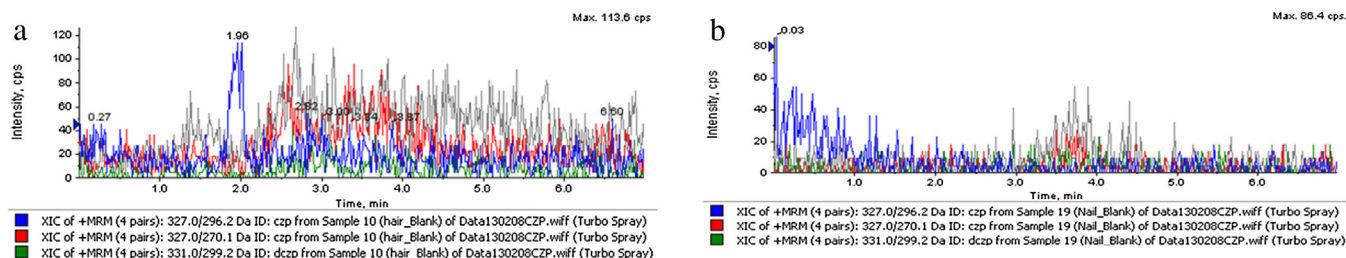 a
Max. 113.6 cps
Intensity, cps
120
100
80
60
40
20
0
0.27
1.96
2.82
3.00
3.34
3.87
6.60
1.0
2.0
3.0
4.0
5.0
6.0
Time, min
XIC of +MRM (4 pairs): 327.0/296.2 Da ID: czp from Sample 10 (hair_Blank) of Data130208CZP.wiff (Turbo Spray)
XIC of +MRM (4 pairs): 327.0/270.1 Da ID: czp from Sample 10 (hair_Blank) of Data130208CZP.wiff (Turbo Spray)
XIC of +MRM (4 pairs): 331.0/299.2 Da ID: dczp from Sample 10 (hair_Blank) of Data130208CZP.wiff (Turbo Spray)
b
Max. 86.4 cps
Intensity, cps
80
60
40
20
0
0.03
1.0
2.0
3.0
4.0
5.0
6.0
Time, min
XIC of +MRM (4 pairs): 327.0/296.2 Da ID: czp from Sample 19 (Nail_Blank) of Data130208CZP.wiff (Turbo Spray)
XIC of +MRM (4 pairs): 327.0/270.1 Da ID: czp from Sample 19 (Nail_Blank) of Data130208CZP.wiff (Turbo Spray)
XIC of +MRM (4 pairs): 331.0/299.2 Da ID: dczp from Sample 19 (Nail_Blank) of Data130208CZP.wiff (Turbo Spray)